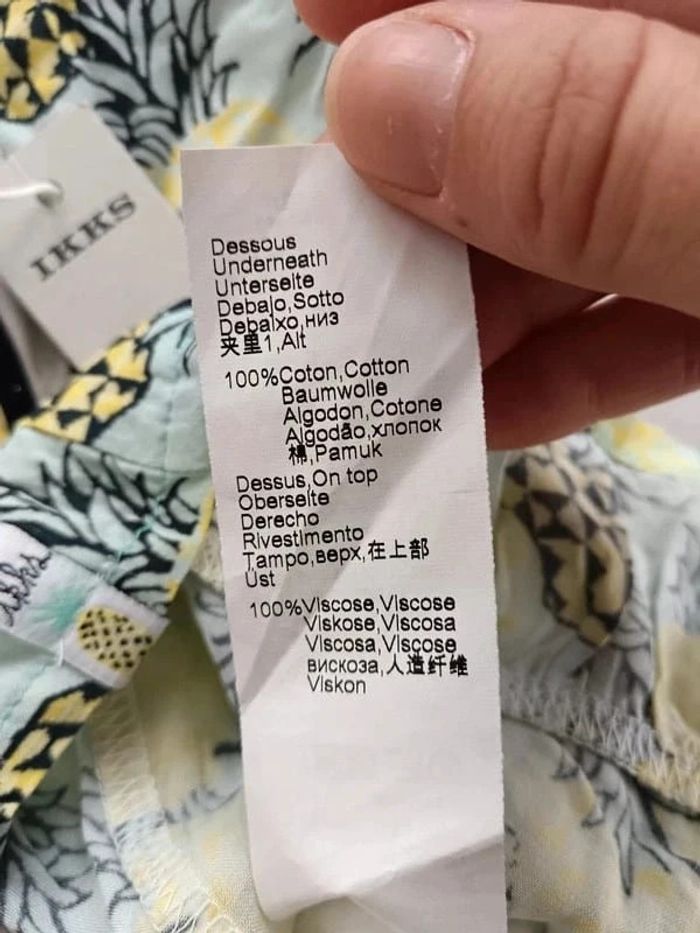 IKKS
Dessous
Underneath
Unterseite
Debajo,Sotto
Debaixo,низ
夹里1,Alt
100%Coton,Cotton
Baumwolle
Algodon,Cotone
Algodão,хлопок
棉,Pamuk
Dessus,On top
Oberseite
Derecho
Rivestimento
Tampo,верх,在上部
Üst
100%Viscose,Viscose
Viskose,Viscosa
Viscosa,Viscose
вискоза,人造纤维
Viskon
ikks